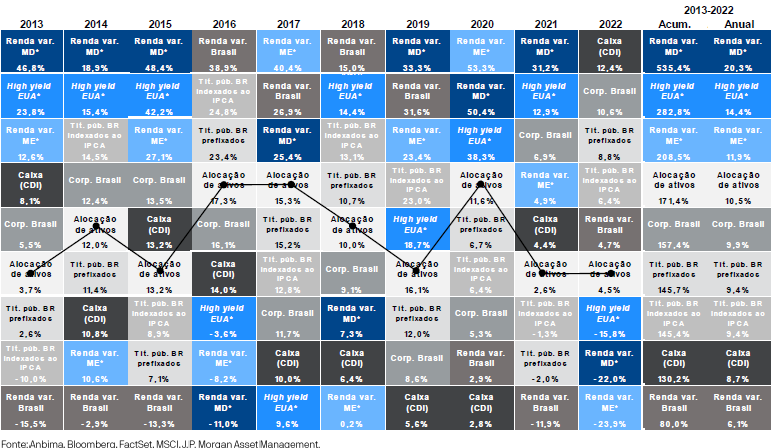 2013-2022
2013 2014 2015 2016 2017 2018 2019 2020 2021 2022 Acum. Anual
Renda var. MD* Renda var. MD* Renda var. MD* Renda var. Brasil Renda var. ME* Renda var. Brasil Renda var. MD* Renda var. ME* Renda var. MD* Caixa (CDI) Renda var. MD* Renda var. MD*
46,8% 18,9% 48,4% 38,9% 40,4% 15,0% 33,3% 53,3% 31,2% 12,4% 535,4% 20,3%
High yield EUA* High yield EUA* High yield EUA* Tít. púb. BR Indexados ao IPCA Renda var. Brasil High yield EUA* Renda var. Brasil Renda var. MD* High yield EUA* Corp. Brasil High yield EUA* High yield EUA*
23,8% 15,4% 42,2% 24,8% 26,9% 14,4% 31,6% 50,4% 12,9% 10,6% 282,8% 14,4%
Renda var. ME* Tít. púb. BR Indexados ao IPCA Renda var. ME* Tít. púb. BR prefixados Renda var. MD* Tít. púb. BR Indexados ao IPCA Renda var. ME* High yield EUA* Corp. Brasil Tít. púb. BR prefixados Renda var. ME* Renda var. ME*
12,6% 14,5% 27,1% 23,4% 25,4% 13,1% 23,4% 38,3% 6,9% 8,8% 208,5% 11,9%
Caixa (CDI) Corp. Brasil Corp. Brasil Alocação de ativos Alocação de ativos Tít. púb. BR prefixados Tít. púb. BR Indexados ao IPCA Alocação de ativos Renda var. ME* Tít. púb. BR Indexados ao IPCA Alocação de ativos Alocação de ativos
8,1% 12,4% 13,5% 17,3% 15,3% 10,7% 23,0% 11,6% 4,9% 6,4% 171,4% 10,5%
Corp. Brasil Alocação de ativos Caixa (CDI) Corp. Brasil Tít. púb. BR prefixados Alocação de ativos High yield EUA* Tít. púb. BR prefixados Caixa (CDI) Renda var. Brasil Corp. Brasil Corp. Brasil
5,5% 12,0% 13,2% 16,1% 15,2% 10,0% 18,7% 6,7% 4,4% 4,7% 157,4% 9,9%
Alocação de ativos Tít. púb. BR prefixados Alocação de ativos Caixa (CDI) Tít. púb. BR Indexados ao IPCA Corp. Brasil Alocação de ativos Tít. púb. BR Indexados ao IPCA Alocação de ativos Alocação de ativos Tít. púb. BR prefixados Tít. púb. BR prefixados
3,7% 11,4% 13,2% 14,0% 12,8% 9,1% 16,1% 6,4% 2,6% 4,5% 145,7% 9,4%
Tít. púb. BR prefixados Caixa (CDI) Tít. púb. BR Indexados ao IPCA High yield EUA* Corp. Brasil Renda var. MD* Tít. púb. BR prefixados Corp. Brasil Tít. púb. BR Indexados ao IPCA High yield EUA* Tít. púb. BR Indexados ao IPCA Tít. púb. BR Indexados ao IPCA
2,6% 10,8% 8,9% -3,6% 11,7% 7,3% 12,0% 5,3% -1,3% -15,8% 145,4% 9,4%
Tít. púb. BR Indexados ao IPCA Renda var. ME* Tít. púb. BR prefixados Renda var. ME* Caixa (CDI) Caixa (CDI) Corp. Brasil Renda var. Brasil Tít. púb. BR prefixados Renda var. MD* Caixa (CDI) Caixa (CDI)
-10,0% 10,6% 7,1% -8,2% 10,0% 6,4% 8,6% 2,9% -2,0% -22,0% 130,2% 8,7%
Renda var. Brasil Renda var. Brasil Renda var. Brasil Renda var. MD* High yield EUA* Renda var. ME* Caixa (CDI) Caixa (CDI) Renda var. Brasil Renda var. ME* Renda var. Brasil Renda var. Brasil
-15,5% -2,9% -13,3% -11,0% 9,6% 0,2% 5,6% 2,8% -11,9% -23,9% 80,0% 6,1%
Fonte: Anbima, Bloomberg, FactSet, MSCI, J.P. Morgan Asset Management.